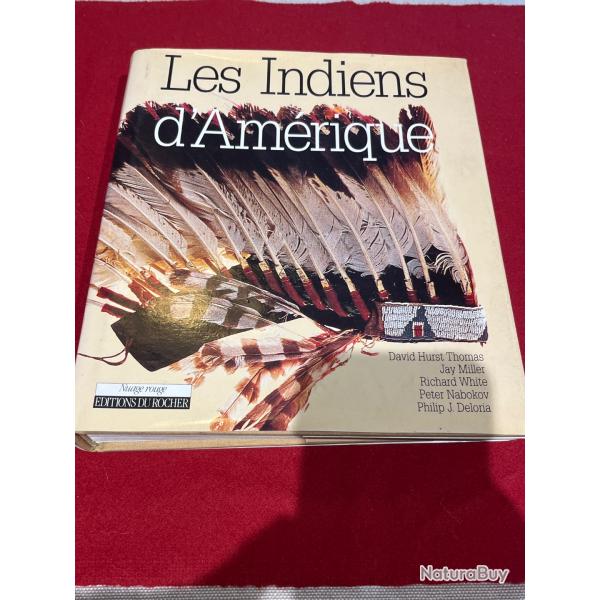 Les Indiens
d'Amérique
David Hurst Thomas
Jay Miller
Richard White
Peter Nabokov
Philip J. Deloria
Nuage rouge
EDITIONS DU ROCHER
NaturaBuy